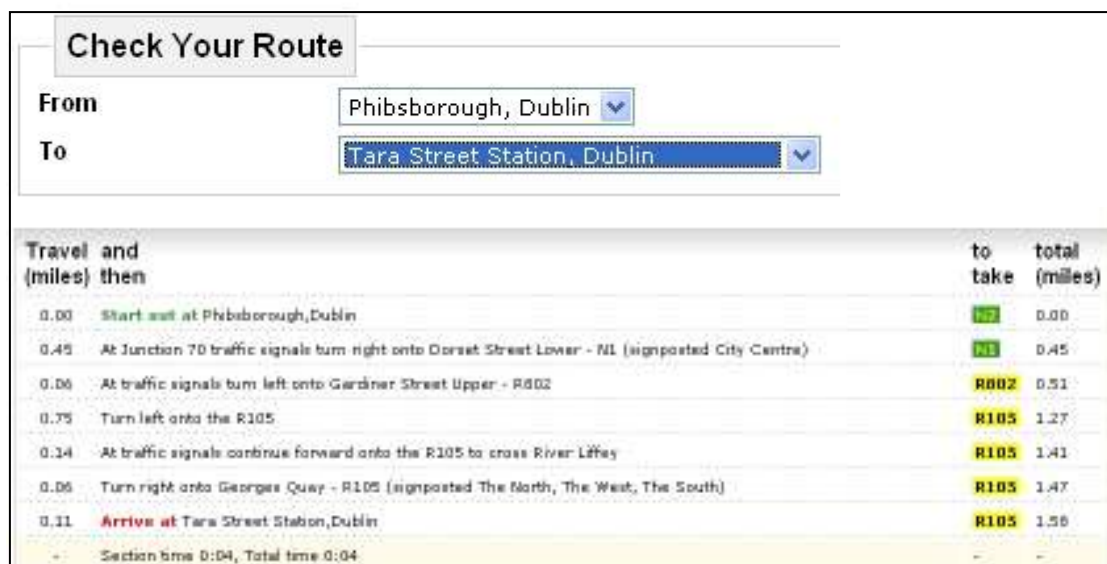 Check Your Route
From Phibsborough, Dublin
To Tara Street Station, Dublin
Travel (miles) and then to take total (miles)
0.00 Start out at Phibsborough,Dublin N2 0.00
0.45 At Junction 70 traffic signals turn right onto Dorset Street Lower - N1 (signposted City Centre) N1 0.45
0.06 At traffic signals turn left onto Gardiner Street Upper - R802 R802 0.51
0.75 Turn left onto the R105 R105 1.27
0.14 At traffic signals continue forward onto the R105 to cross River Liffey R105 1.41
0.06 Turn right onto Georges Quay - R105 (signposted The North, The West, The South) R105 1.47
0.11 Arrive at Tara Street Station,Dublin R105 1.58
- Section time 0:04, Total time 0:04 - -